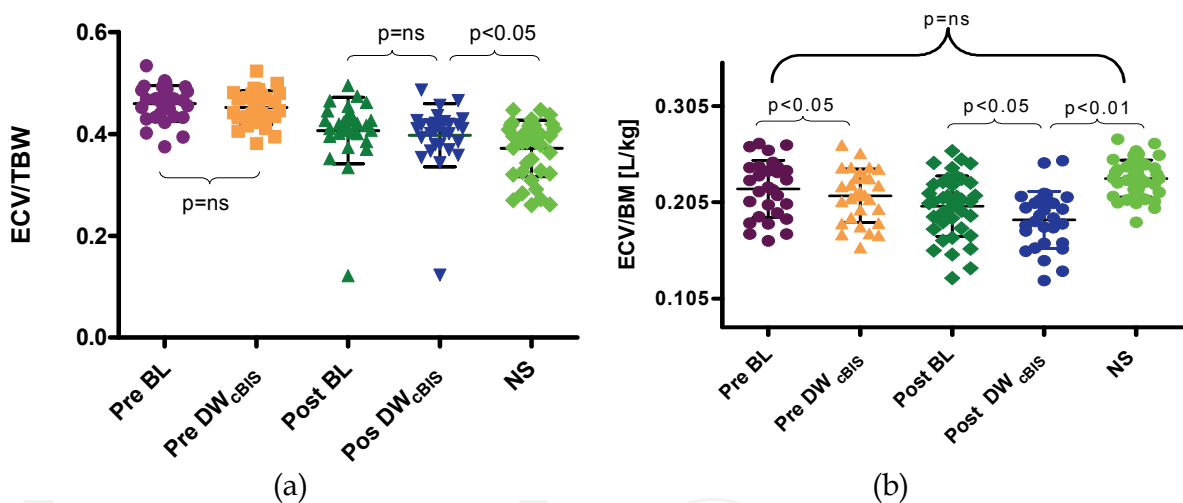 p=ns
p=ns
p<0.05
0.6
0.4
0.2
0.0
ECV/TBW
p=ns
Pre BL
Pre DWcBIS
Post BL
Pos DWcBIS
NS
(a)
p<0.05
p<0.05
p<0.01
0.305
0.205
0.105
ECV/BM [L/kg]
Pre BL
Pre DW cBIS
Post BL
Post DW cBIS
NS
(b)